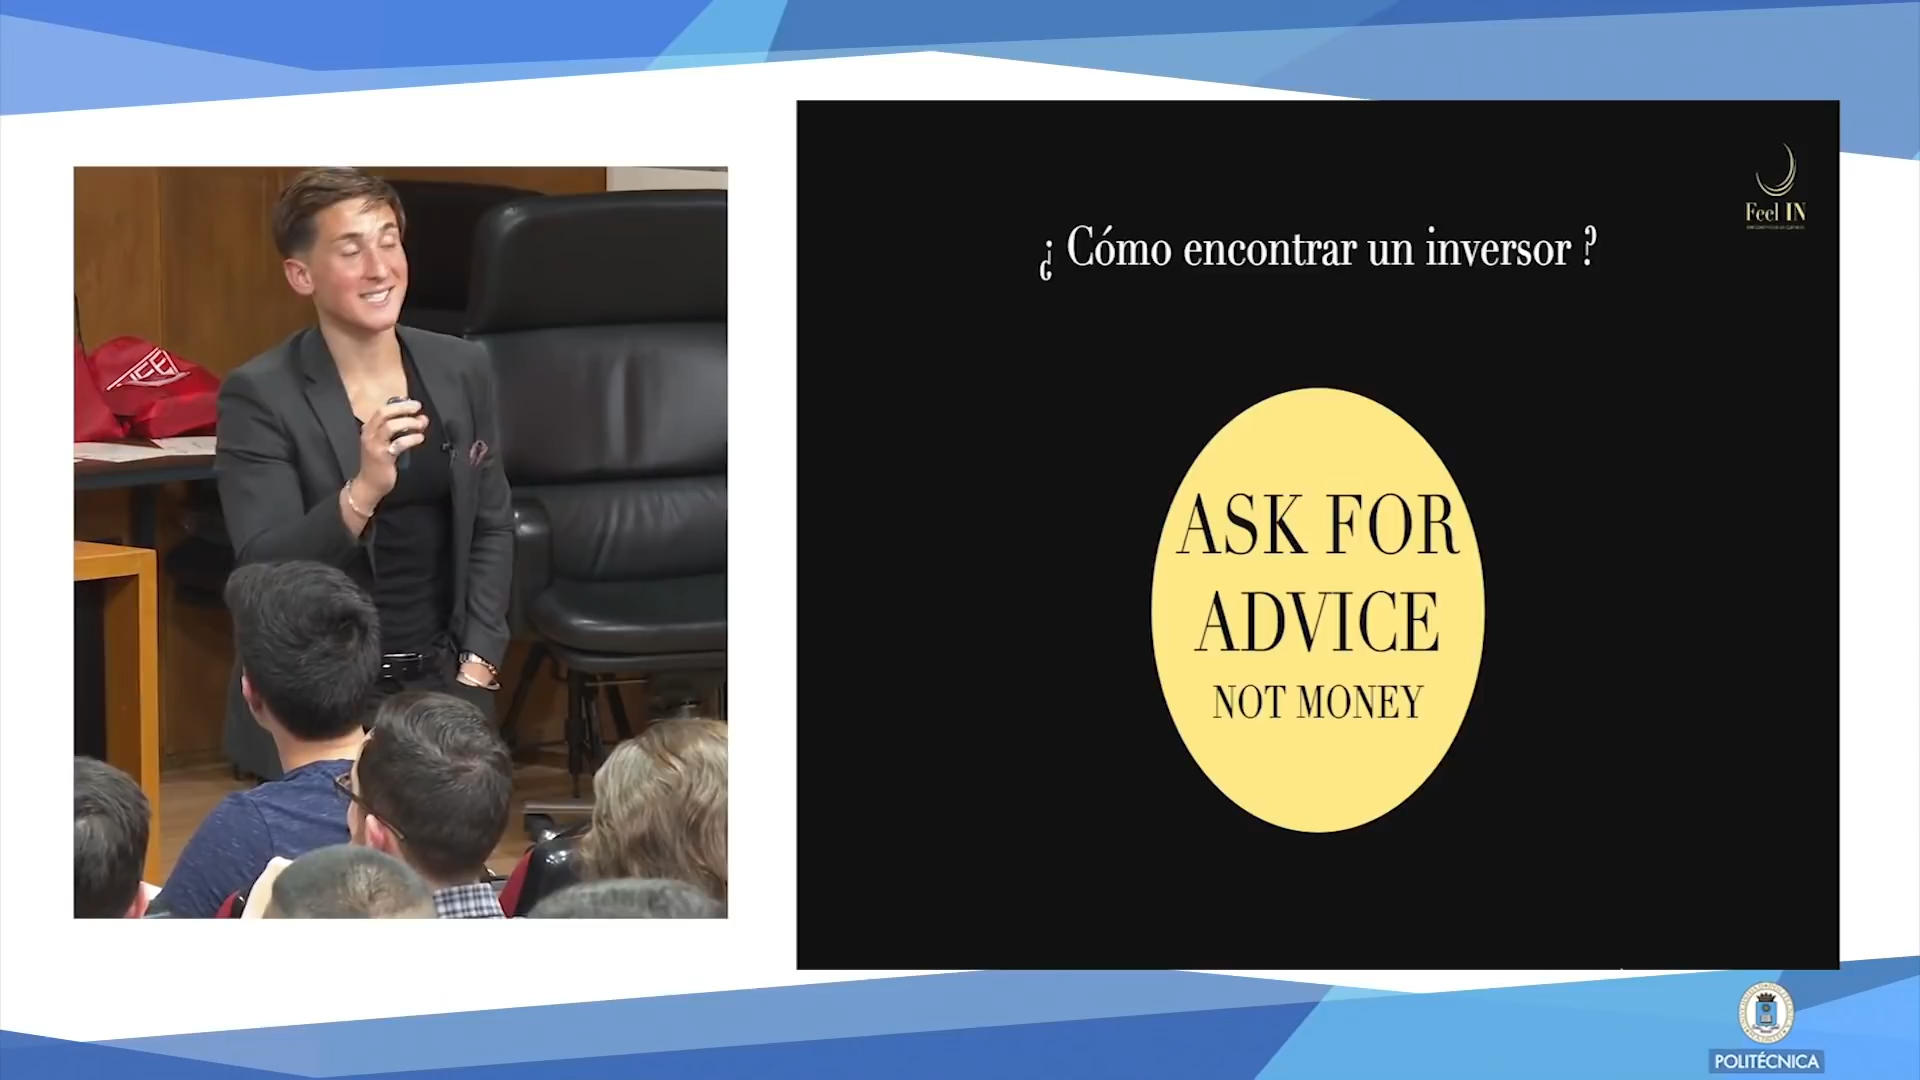 Feel IN
¿ Cómo encontrar un inversor ?
ASK FOR
ADVICE
NOT MONEY
POLITÉCNICA